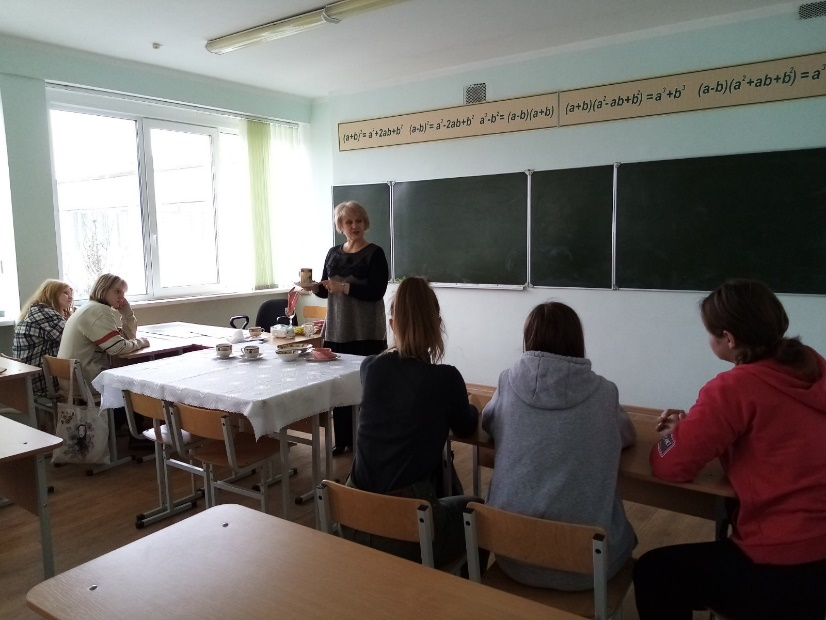 (a+b)²= a²+2ab+b² (a-b)²= a²-2ab+b² a²-b²= (a-b)(a+b) (a+b)(a²-ab+b²) = a³+b³ (a-b)(a²+ab+b²) = a³